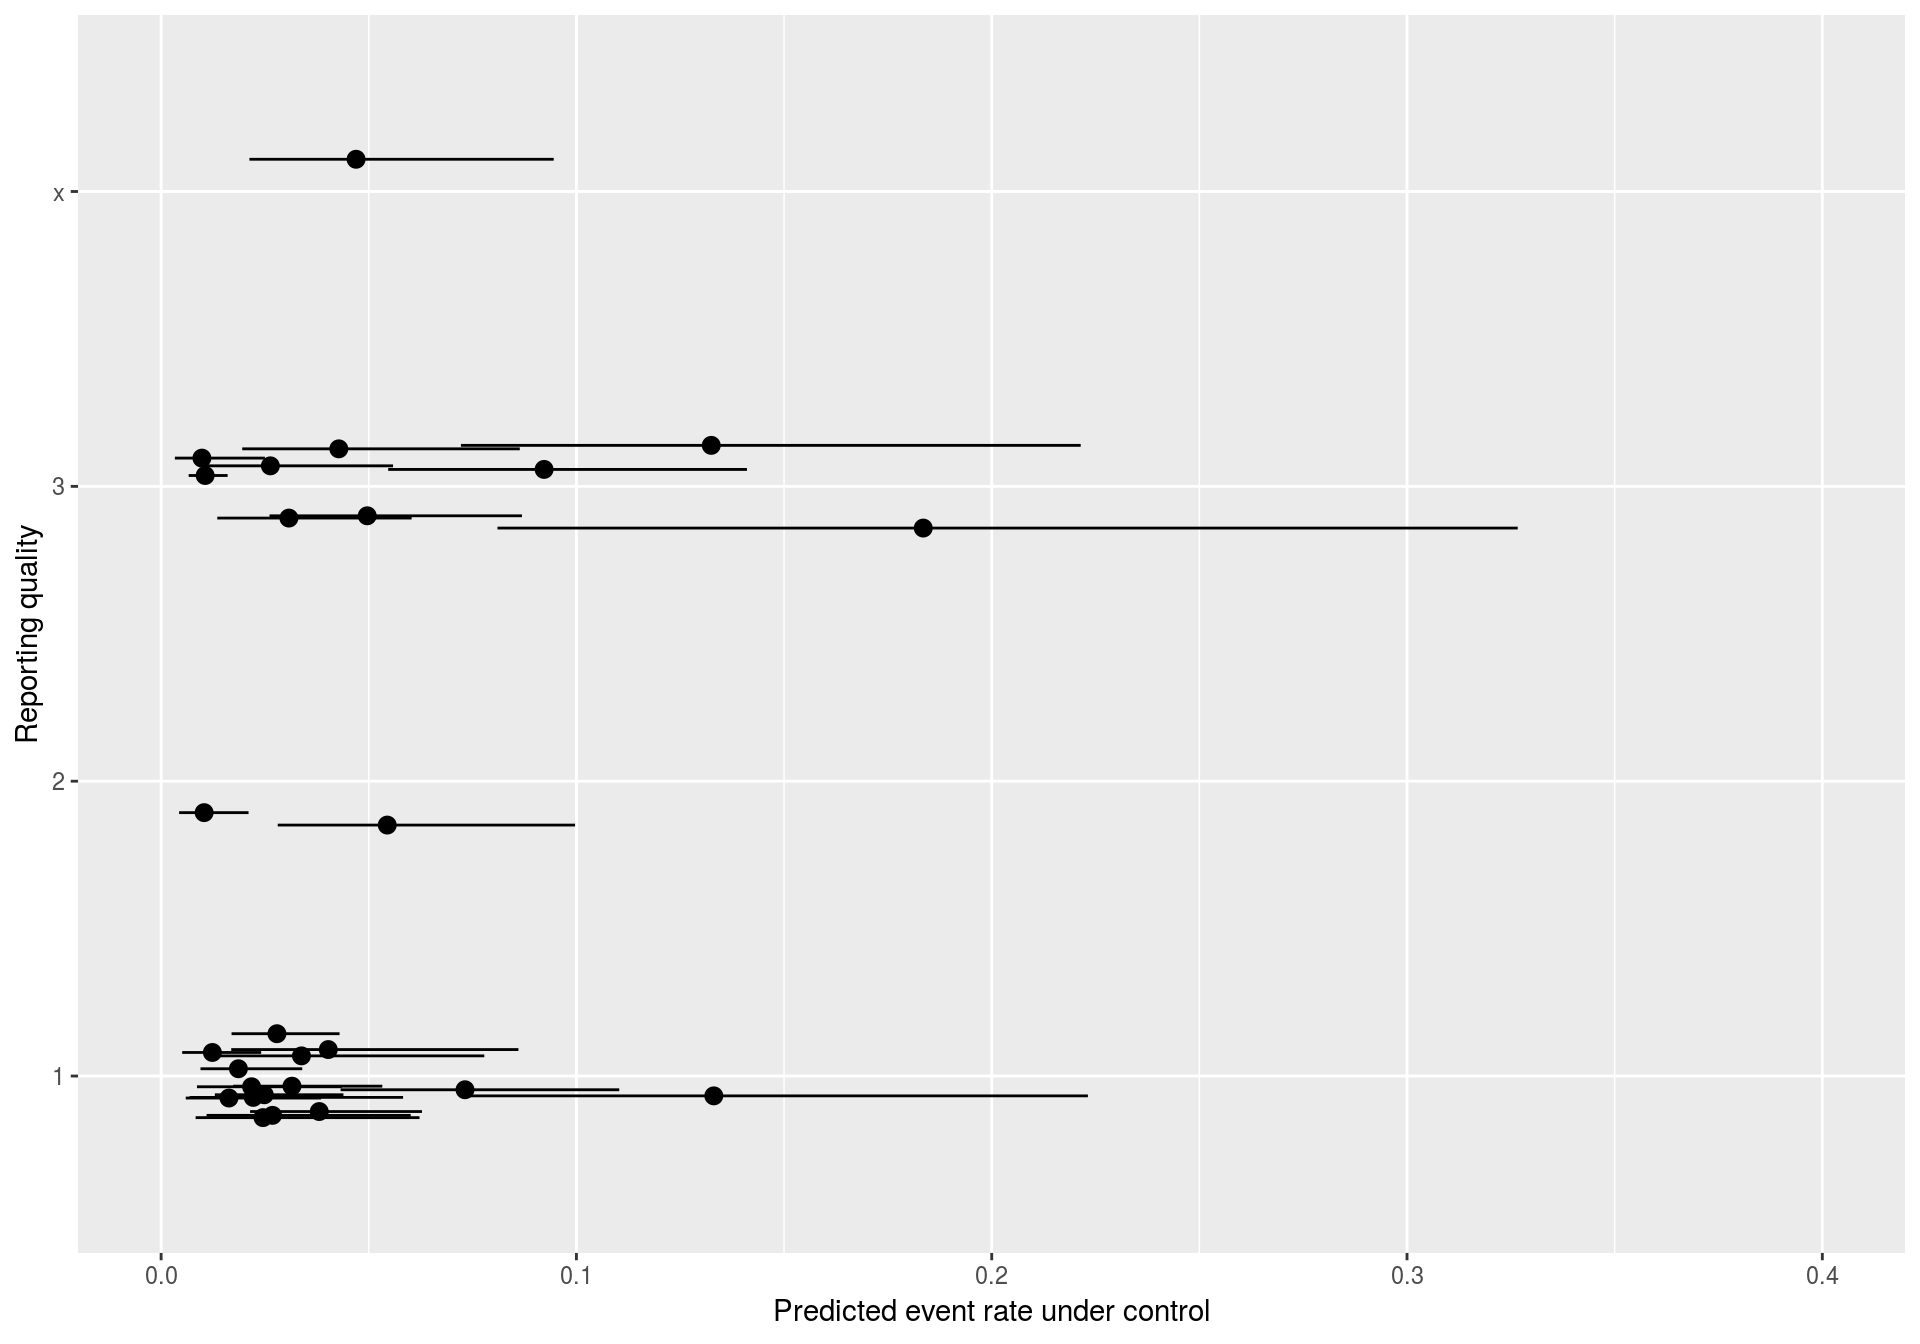 Reporting quality
x
3
2
1
0.0 0.1 0.2 0.3 0.4
Predicted event rate under control